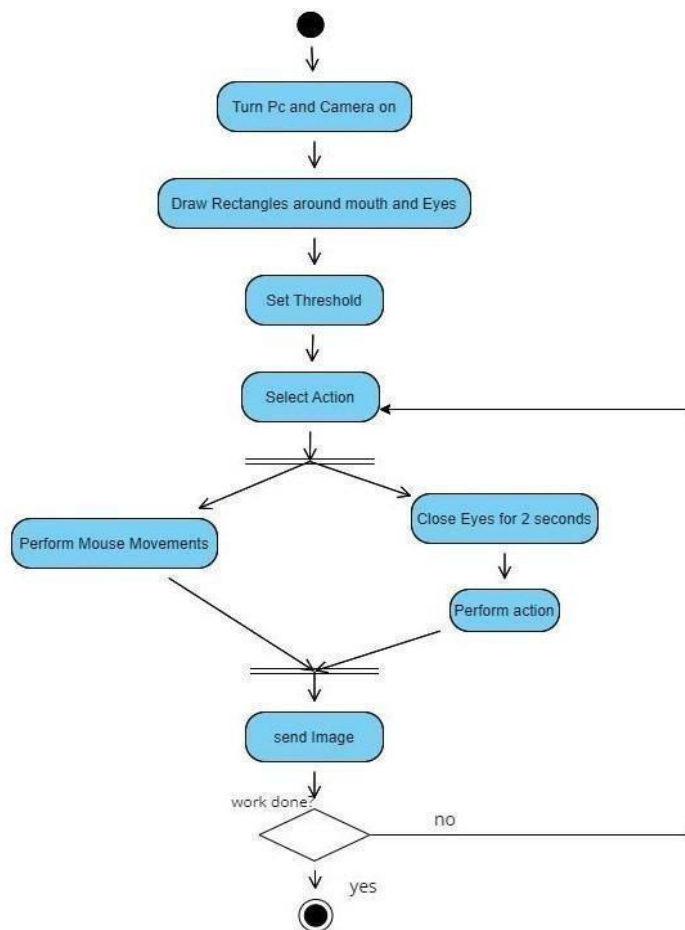 Turn Pc and Camera on
Draw Rectangles around mouth and Eyes
Set Threshold
Select Action
Close Eyes for 2 seconds
Perform Mouse Movements
Perform action
send Image
work done?
no
yes